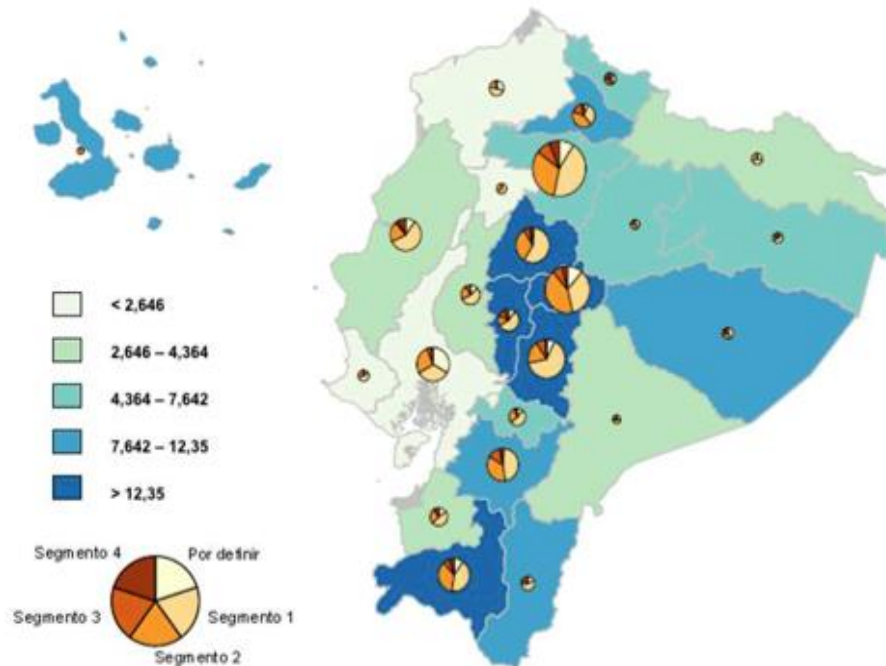 < 2,646
2,646 – 4,364
4,364 – 7,642
7,642 – 12,35
> 12,35
Segmento 4
Por definir
Segmento 3
Segmento 1
Segmento 2